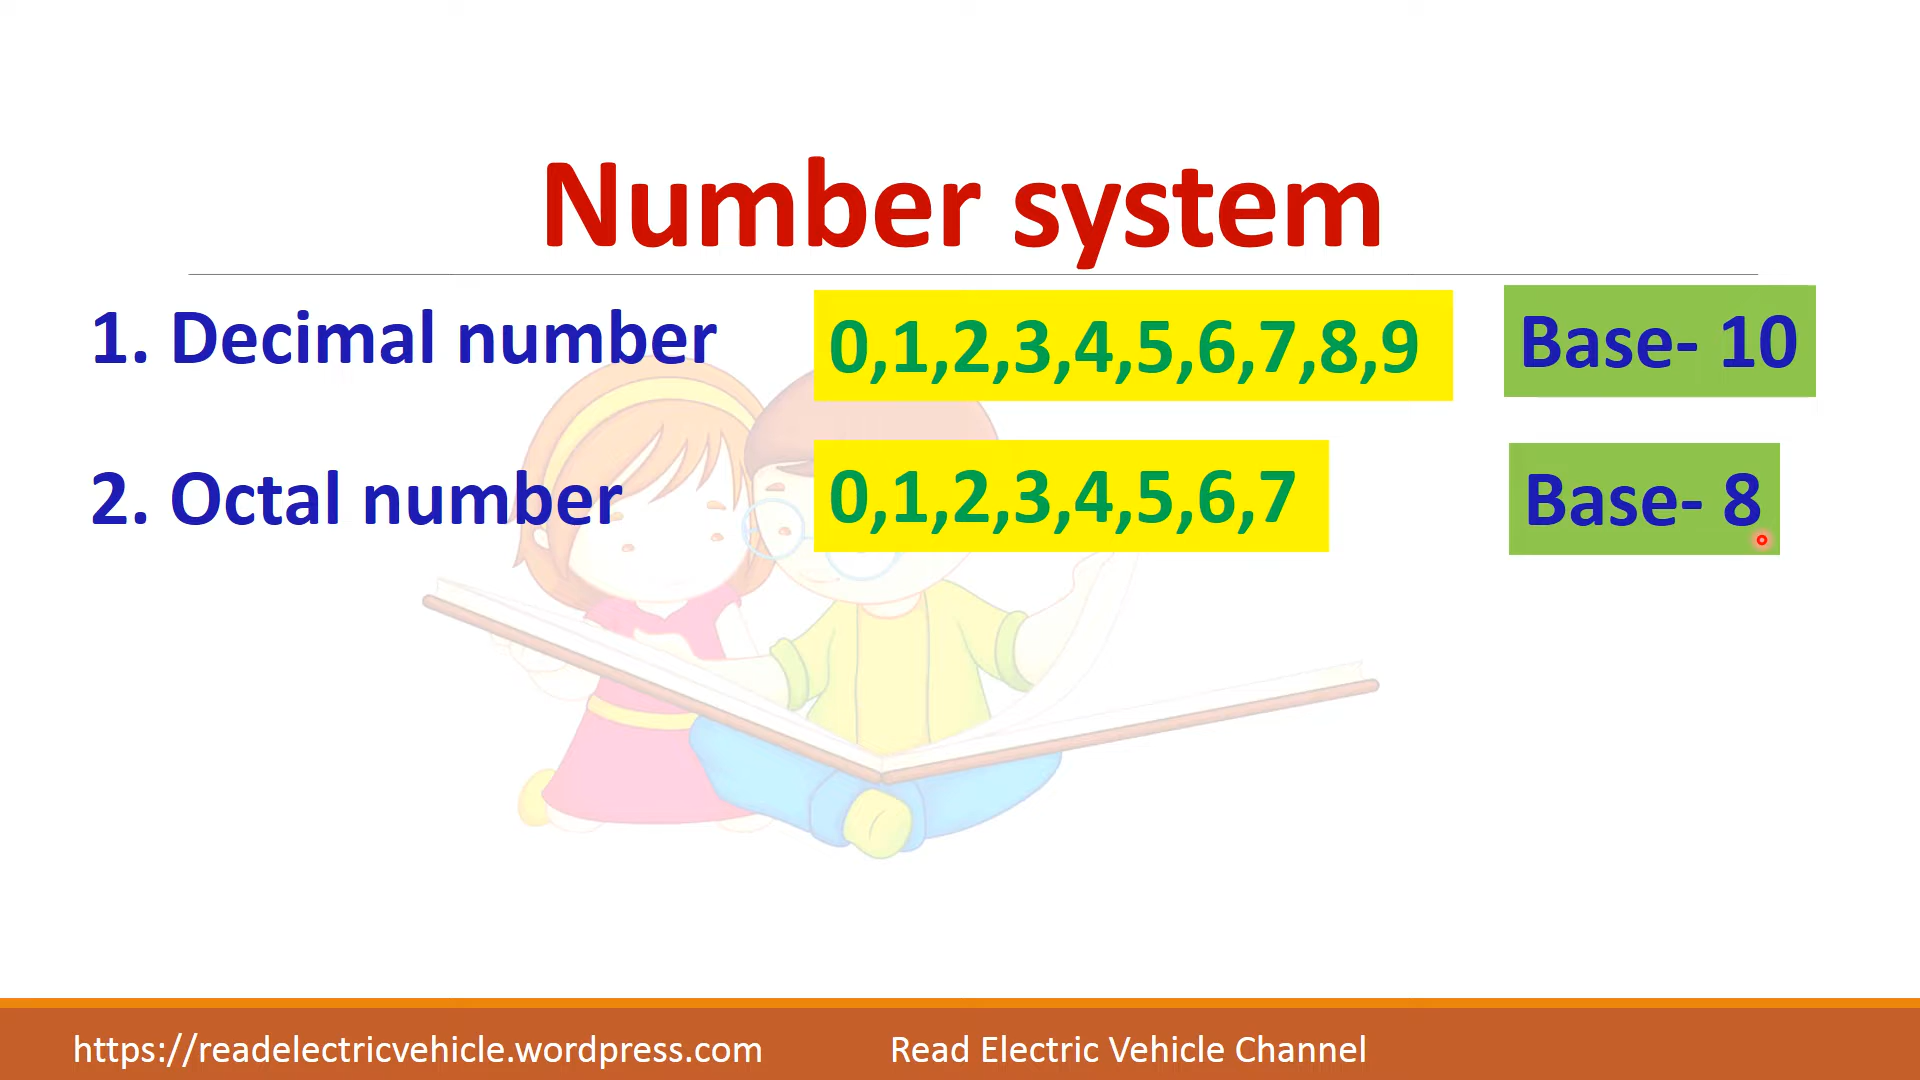 Number system
1. Decimal number 0,1,2,3,4,5,6,7,8,9 Base- 10
2. Octal number 0,1,2,3,4,5,6,7 Base- 8
https://readelectricvehicle.wordpress.com Read Electric Vehicle Channel